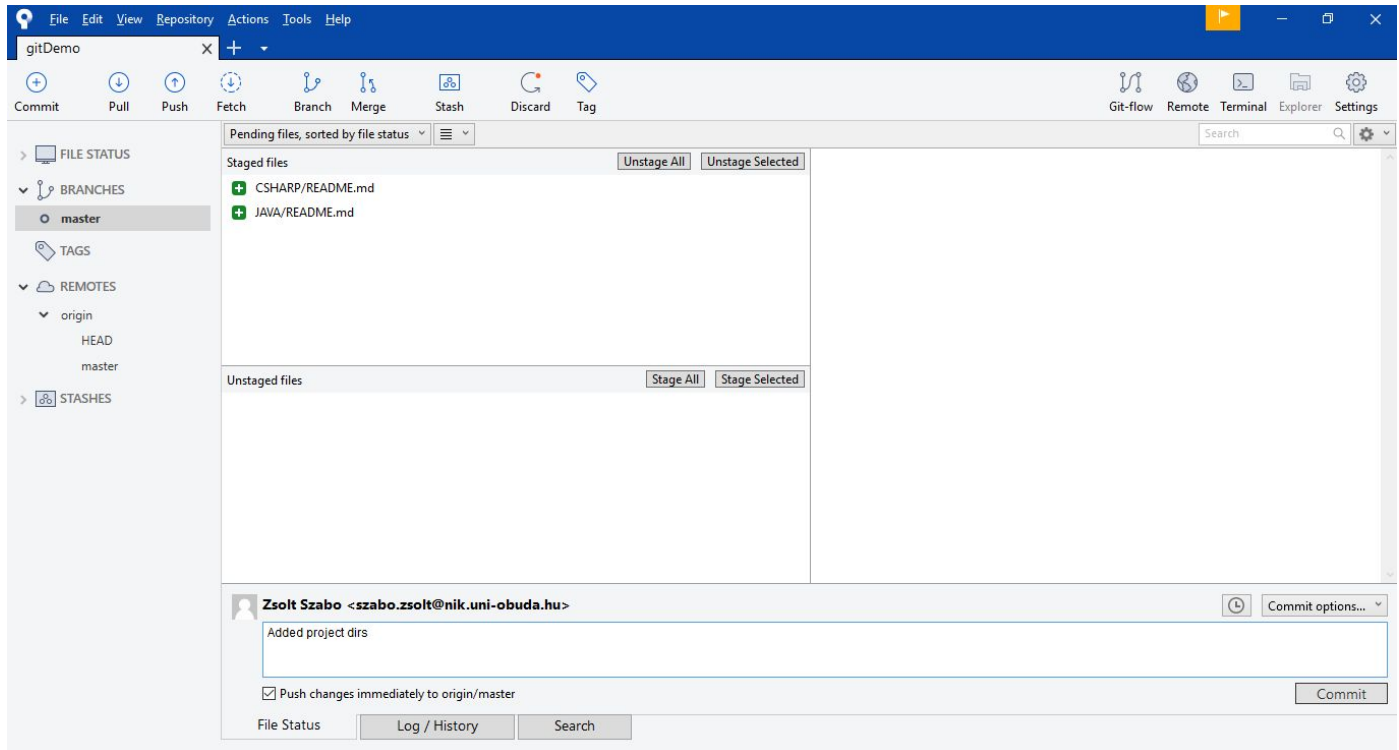 File Edit View Repository Actions Tools Help
gitDemo
Commit Pull Push Fetch Branch Merge Stash Discard Tag Git-flow Remote Terminal Explorer Settings
Pending files, sorted by file status Search
FILE STATUS
BRANCHES
master
TAGS
REMOTES
origin
HEAD
master
STASHES
Staged files Unstage All Unstage Selected
CSHARP/README.md
JAVA/README.md
Unstaged files Stage All Stage Selected
Zsolt Szabo <szabo.zsolt@nik.uni-obuda.hu> Commit options...
Added project dirs
Push changes immediately to origin/master Commit
File Status Log / History Search